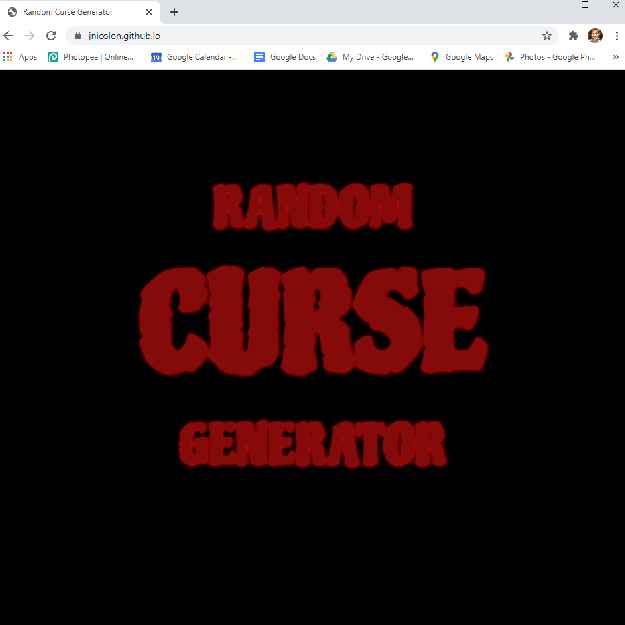 Random Curse Generator
jnicolon.github.io
Apps Photopea | Online... Google Calendar -... Google Docs My Drive - Google... Google Maps Photos - Google Ph... »
RANDOM
CURSE
GENERATOR